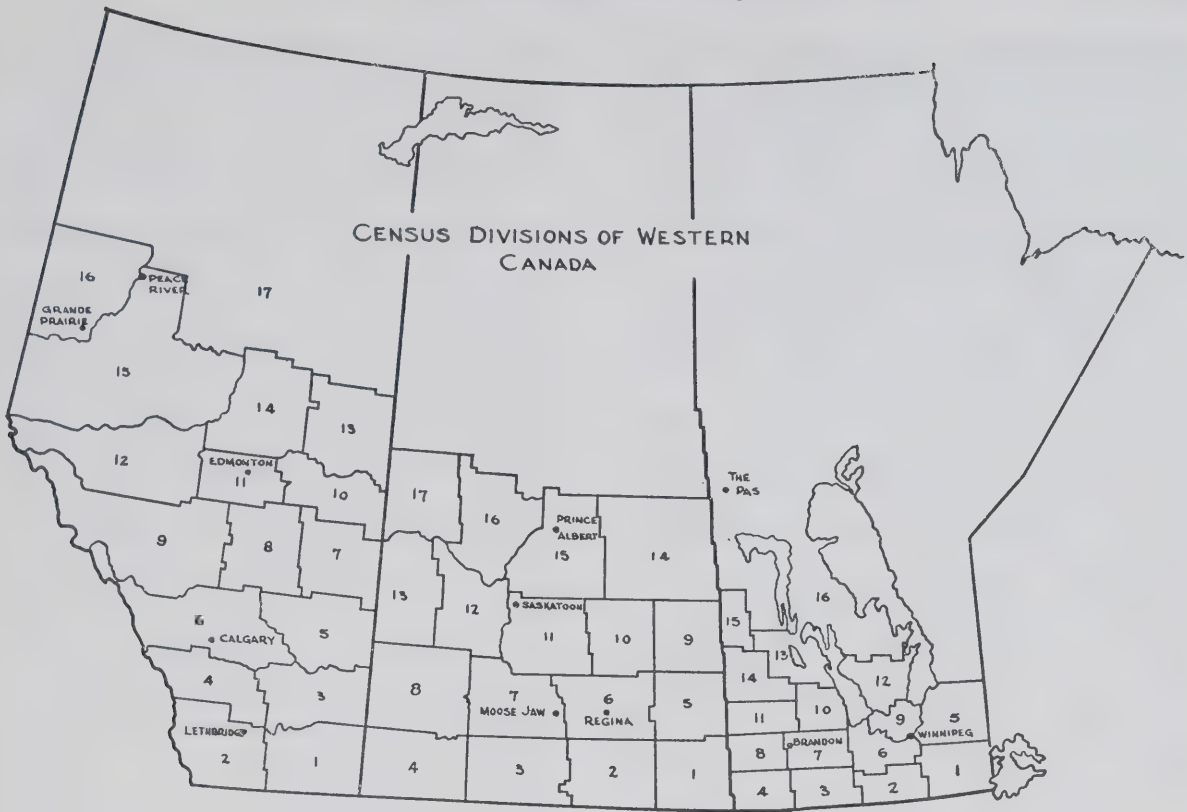 CENSUS DIVISIONS OF WESTERN
CANADA
16
PEACE
RIVER
17
GRANDE
PRAIRIE
15
14
13
12
EDMONTON
11
10
17
16
PRINCE
ALBERT
15
14
THE
PAS
9
8
7
13
12
SASKATOON
11
10
9
15
16
13
6
CALGARY
5
14
12
4
3
8
7
MOOSE JAW
6
REGINA
5
11
10
9
5
WINNIPEG
LETHBRIDGE
2
1
4
3
2
1
8
BRANDON
7
6
4
3
2
1